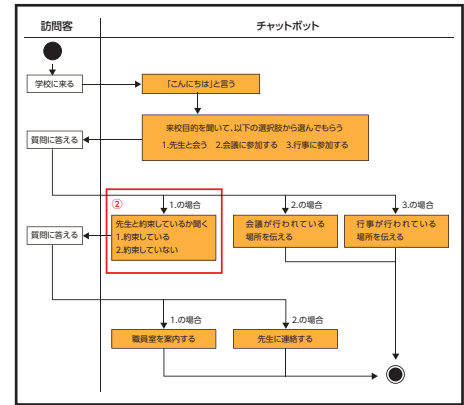 訪問客
チャットボット
学校に来る
「こんにちは」と言う
来校目的を聞いて、以下の選択肢から選んでもらう
1.先生と会う 2.会議に参加する 3.行事に参加する
質問に答える
②
1.の場合
2.の場合
3.の場合
先生と約束しているか聞く
1.約束している
2.約束していない
会議が行われている
場所を伝える
行事が行われている
場所を伝える
質問に答える
1.の場合
2.の場合
職員室を案内する
先生に連絡する